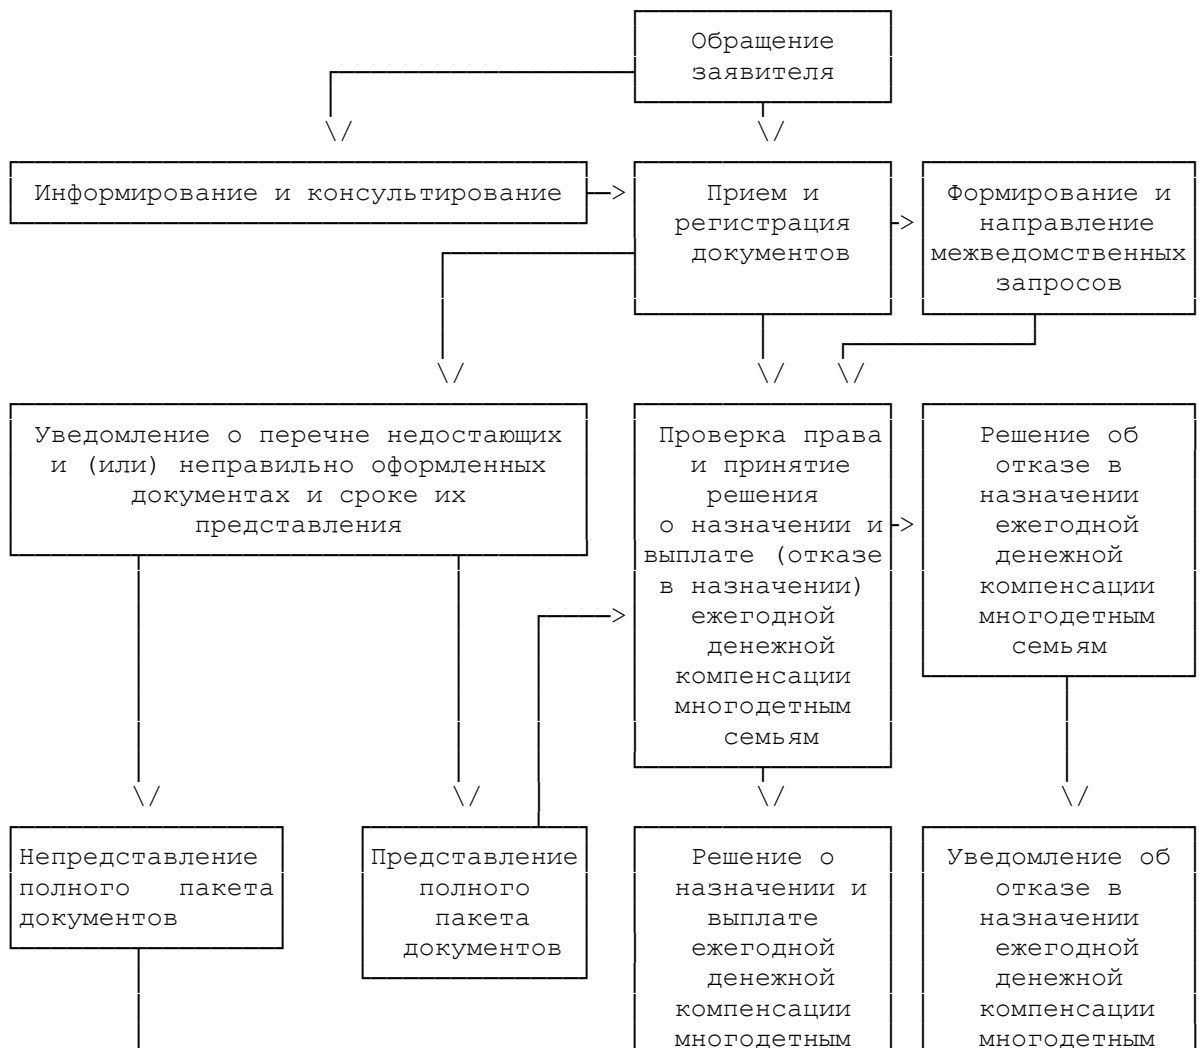 Обращение
заявителя
Информирование и консультирование
Прием и
регистрация
документов
Формирование и
направление
межведомственных
запросов
Уведомление о перечне недостающих
и (или) неправильно оформленных
документах и сроке их
представления
Проверка права
и принятие
решения
о назначении и
выплате (отказе
в назначении)
ежегодной
денежной
компенсации
многодетным
семьям
Решение об
отказе в
назначении
ежегодной
денежной
компенсации
многодетным
семьям
Непредставление
полного пакета
документов
Представление
полного
пакета
документов
Решение о
назначении и
выплате
ежегодной
денежной
компенсации
многодетным
Уведомление об
отказе в
назначении
ежегодной
денежной
компенсации
многодетным